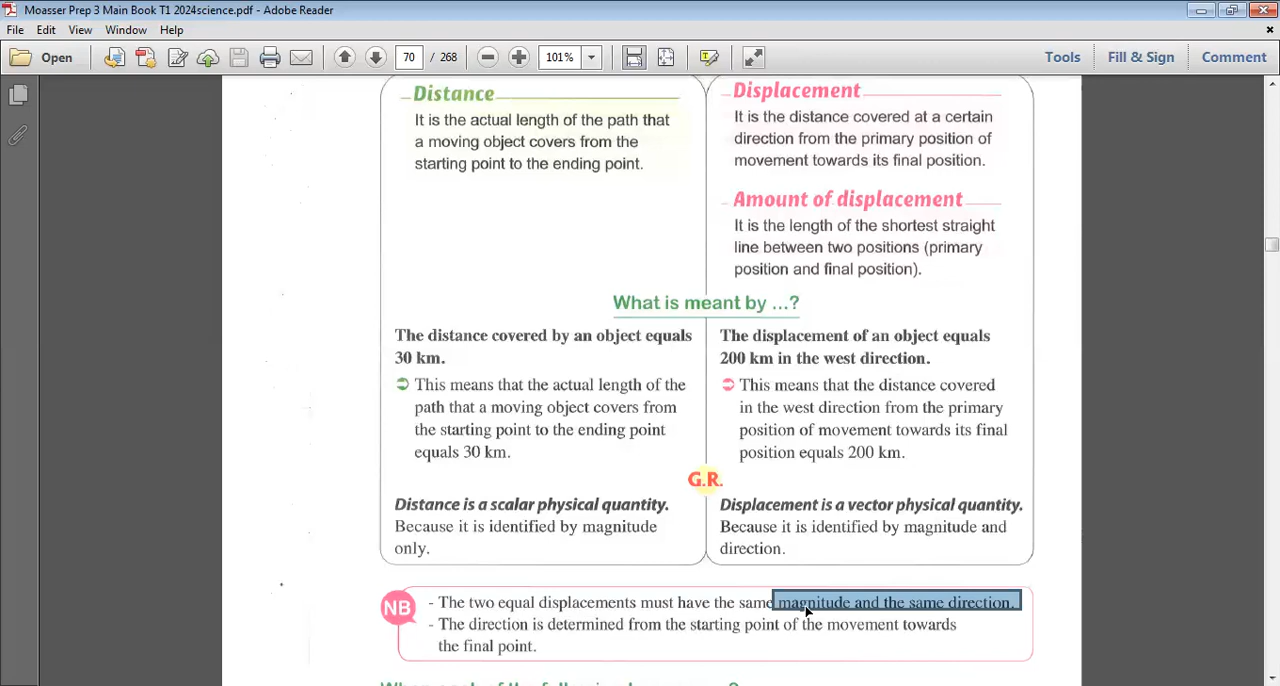 Moasser Prep 3 Main Book T1 2024science.pdf - Adobe Reader
File Edit View Window Help
Open 70 / 268 101% Tools Fill & Sign Comment
Distance
It is the actual length of the path that
a moving object covers from the
starting point to the ending point.
Displacement
It is the distance covered at a certain
direction from the primary position of
movement towards its final position.
Amount of displacement
It is the length of the shortest straight
line between two positions (primary
position and final position).
What is meant by ...?
The distance covered by an object equals
30 km.
This means that the actual length of the
path that a moving object covers from
the starting point to the ending point
equals 30 km.
The displacement of an object equals
200 km in the west direction.
This means that the distance covered
in the west direction from the primary
position of movement towards its final
position equals 200 km.
G.R.
Distance is a scalar physical quantity.
Because it is identified by magnitude
only.
Displacement is a vector physical quantity.
Because it is identified by magnitude and
direction.
NB
- The two equal displacements must have the same magnitude and the same direction.
- The direction is determined from the starting point of the movement towards
the final point.